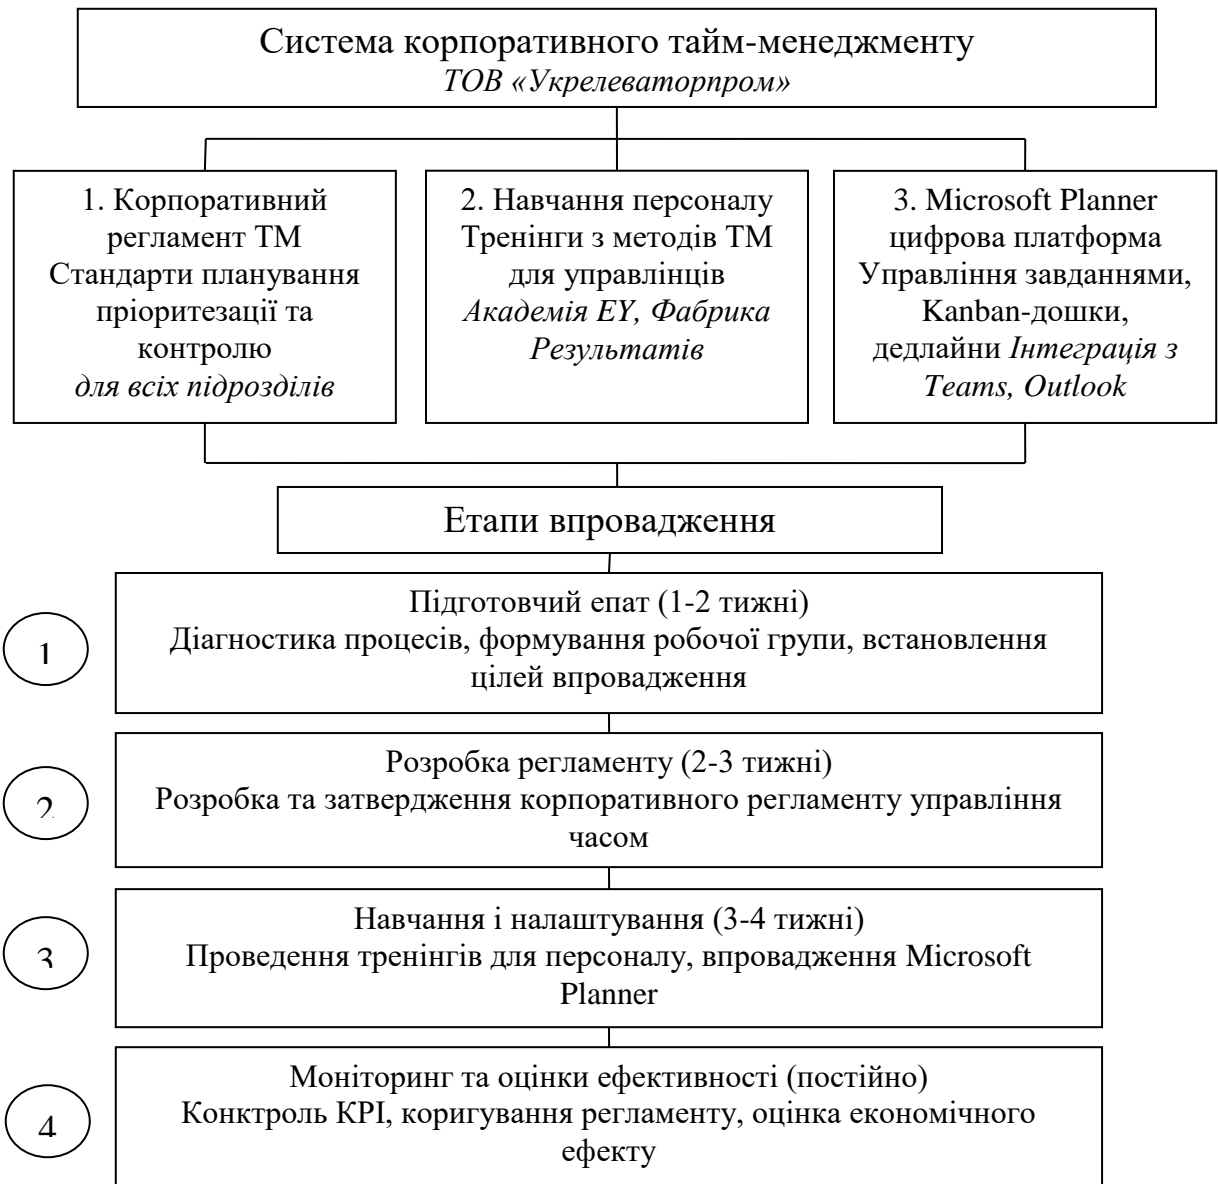 Система корпоративного тайм-менеджменту
ТОВ «Укрелеваторпром»
1. Корпоративний
регламент ТМ
Стандарти планування
пріоритезації та
контролю
для всіх підрозділів
2. Навчання персоналу
Тренінги з методів ТМ
для управлінців
Академія EY, Фабрика
Результатів
3. Microsoft Planner
цифрова платформа
Управління завданнями,
Kanban-дошки,
дедлайни Інтеграція з
Teams, Outlook
Етапи впровадження
1
Підготовчий епат (1-2 тижні)
Діагностика процесів, формування робочої групи, встановлення
цілей впровадження
2
Розробка регламенту (2-3 тижні)
Розробка та затвердження корпоративного регламенту управління
часом
3
Навчання і налаштування (3-4 тижні)
Проведення тренінгів для персоналу, впровадження Microsoft
Planner
4
Моніторинг та оцінки ефективності (постійно)
Конктроль KPI, коригування регламенту, оцінка економічного
ефекту